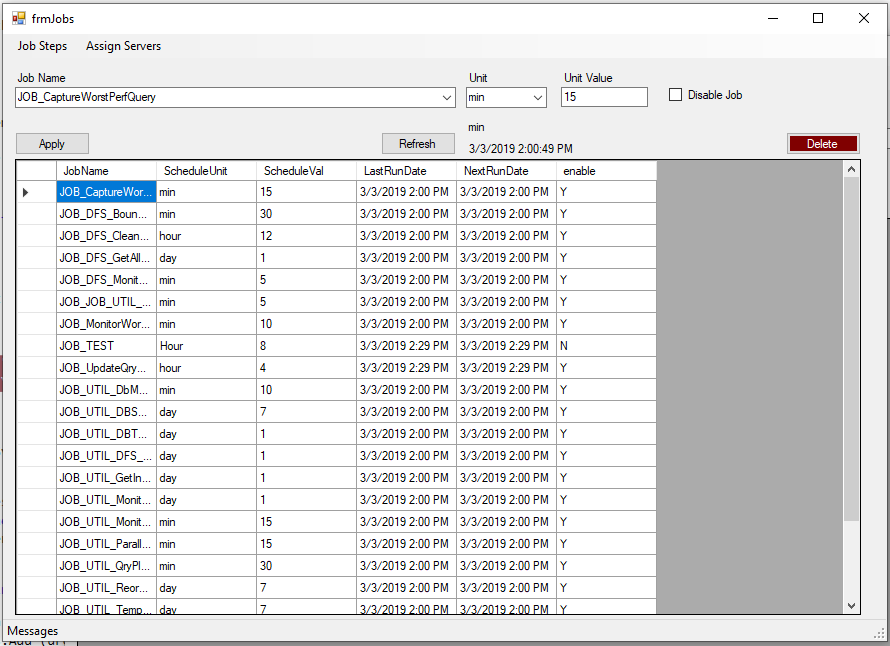 frmJobs
Job Steps Assign Servers
Job Name Unit Unit Value
JOB_CaptureWorstPerfQuery min 15 Disable Job
min
Apply Refresh 3/3/2019 2:00:49 PM Delete
JobName ScheduleUnit ScheduleVal LastRunDate NextRunDate enable
JOB_CaptureWor... min 15 3/3/2019 2:00 PM 3/3/2019 2:00 PM Y
JOB_DFS_Boun... min 30 3/3/2019 2:00 PM 3/3/2019 2:00 PM Y
JOB_DFS_Clean... hour 12 3/3/2019 2:00 PM 3/3/2019 2:00 PM Y
JOB_DFS_GetAll... day 1 3/3/2019 2:00 PM 3/3/2019 2:00 PM Y
JOB_DFS_Monit... min 5 3/3/2019 2:00 PM 3/3/2019 2:00 PM Y
JOB_JOB_UTIL_... min 5 3/3/2019 2:00 PM 3/3/2019 2:00 PM Y
JOB_MonitorWor... min 10 3/3/2019 2:00 PM 3/3/2019 2:00 PM Y
JOB_TEST Hour 8 3/3/2019 2:29 PM 3/3/2019 2:29 PM N
JOB_UpdateQry... hour 4 3/3/2019 2:29 PM 3/3/2019 2:29 PM Y
JOB_UTIL_DbM... min 10 3/3/2019 2:00 PM 3/3/2019 2:00 PM Y
JOB_UTIL_DBS... day 7 3/3/2019 2:00 PM 3/3/2019 2:00 PM Y
JOB_UTIL_DBT... day 1 3/3/2019 2:00 PM 3/3/2019 2:00 PM Y
JOB_UTIL_DFS_... day 1 3/3/2019 2:00 PM 3/3/2019 2:00 PM Y
JOB_UTIL_GetIn... day 1 3/3/2019 2:00 PM 3/3/2019 2:00 PM Y
JOB_UTIL_Monit... day 1 3/3/2019 2:00 PM 3/3/2019 2:00 PM Y
JOB_UTIL_Monit... min 15 3/3/2019 2:00 PM 3/3/2019 2:00 PM Y
JOB_UTIL_Parall... min 15 3/3/2019 2:00 PM 3/3/2019 2:00 PM Y
JOB_UTIL_QryPl... min 30 3/3/2019 2:00 PM 3/3/2019 2:00 PM Y
JOB_UTIL_Reor... day 7 3/3/2019 2:00 PM 3/3/2019 2:00 PM Y
JOB_UTIL_Temp... day 7 3/3/2019 2:00 PM 3/3/2019 2:00 PM Y
Messages